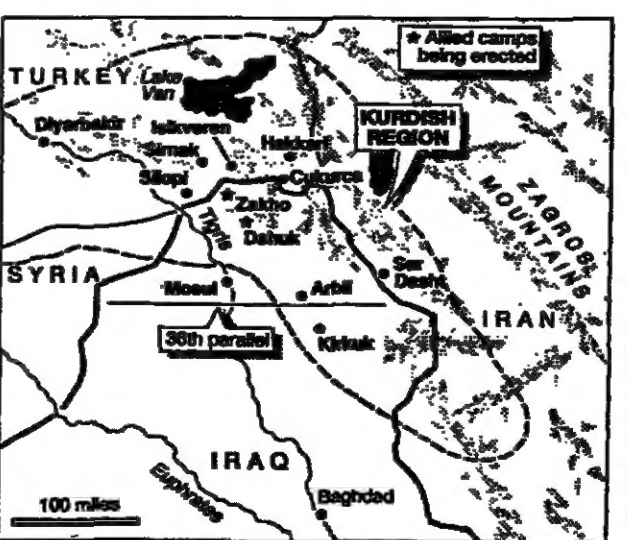 ★ Allied camps
being erected
TURKEY
Lake
Van
KURDISH
REGION
Diyarbakir
Isikveren
Hakkari
Sirnak
Cukurca
Silopi
Zakho
Tigris
Dahuk
ZAGROS
MOUNTAINS
SYRIA
Mosul
Arbil
Sar
Dasht
IRAN
36th parallel
Kirkuk
IRAQ
Euphrates
100 miles
Baghdad